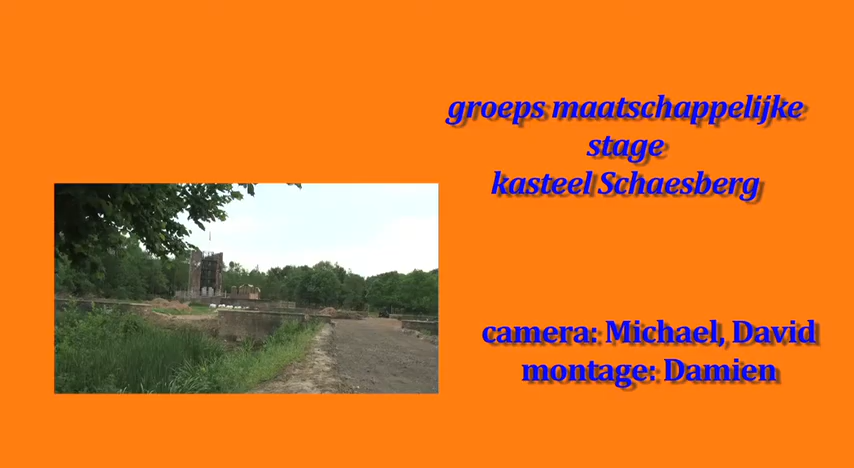 groeps maatschappelijke
stage
kasteel Schaesberg
camera: Michael, David
montage: Damien